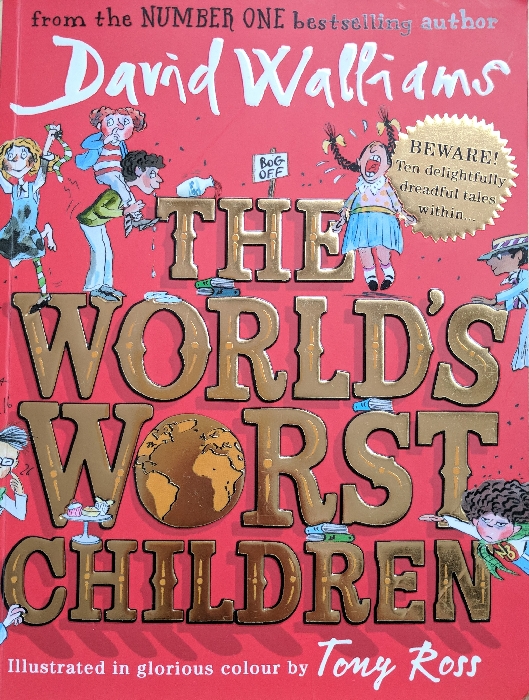 from the NUMBER ONE bestselling author
David Walliams
BOG
OFF
BEWARE!
Ten delightfully
dreadful tales
within...
THE
WORLD'S
WORST
CHILDREN
Illustrated in glorious colour by Tony Ross